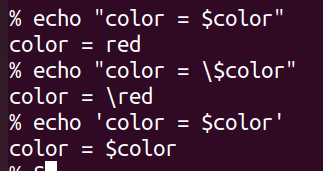 % echo "color = $color"
color = red
% echo "color = \$color"
color = \red
% echo 'color = $color'
color = $color
%